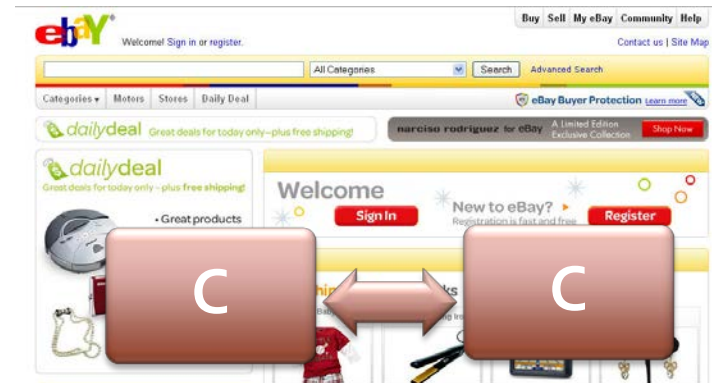 Buy Sell My eBay Community Help
ebaY
Welcome! Sign in or register.
Contact us | Site Map
All Categories
Search
Advanced Search
Categories Motors Stores Daily Deal
eBay Buyer Protection Learn more
dailydeal Great deals for today only–plus free shipping!
narciso rodriguez for eBay
A Limited Edition
Exclusive Collection
Shop Now
dailydeal
Great deals for today only - plus free shipping!
• Great products
Welcome
Sign In
New to eBay?
Registration is fast and free
Register
C
C